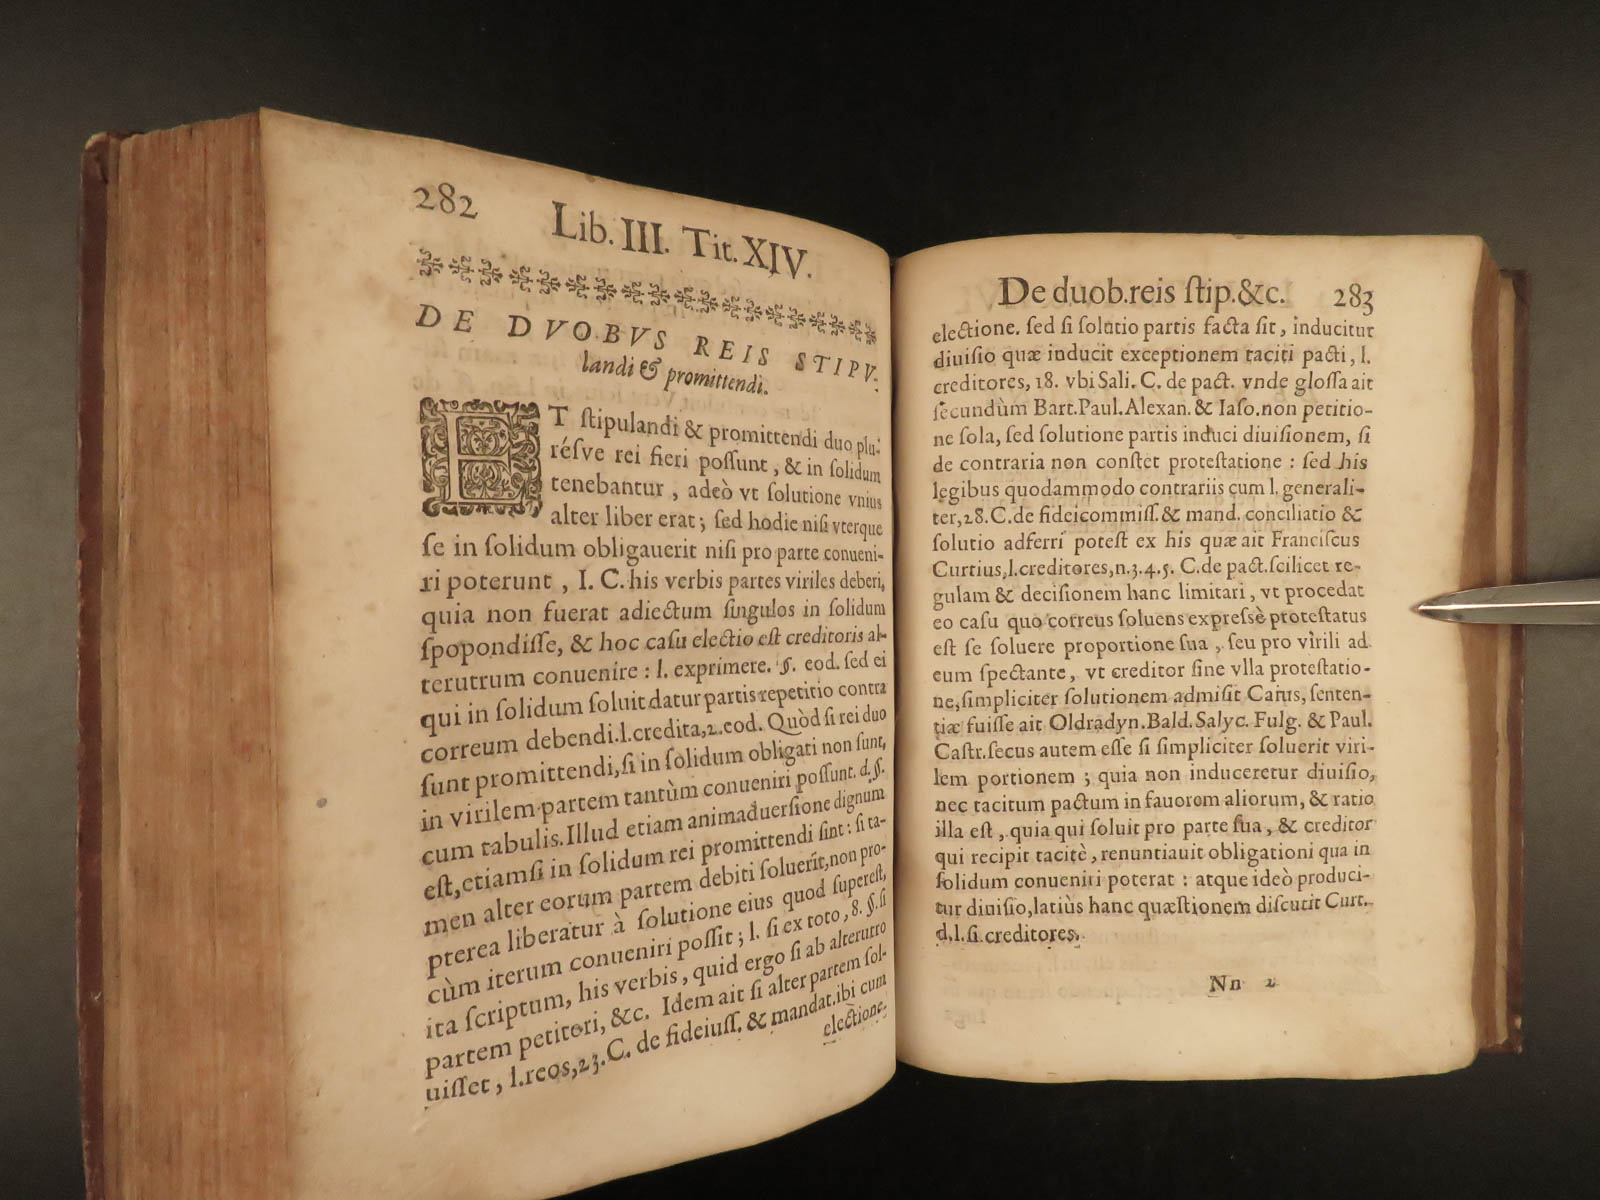 282
Lib. III. Tit. XIV.
DE DVOBVS REIS STIPV-
landi & promittendi.
ET ſtipulandi & promittendi duo plu-
réſve rei fieri poſſunt, & in ſolidum
tenebantur, adeò vt ſolutione vnius
alter liber erat; ſed hodie niſi vterque
ſe in ſolidum obligauerit niſi pro parte conueni-
ri poterunt, I. C. his verbis partes viriles deberi,
quia non fuerat adiectum ſingulos in ſolidum
ſpopondiſſe, & hoc caſu electio eſt creditoris al-
terutrum conuenire: l. exprimere. §. eod. ſed ei
qui in ſolidum ſoluit datur partis repetitio contra
correum debendi. l. credita, 2. eod. Quòd ſi rei duo
ſunt promittendi, ſi in ſolidum obligati non ſunt,
in virilem partem tantùm conueniri poſſunt. d. §.
cum tabulis. Illud etiam animaduerſione dignum
eſt, etiamſi in ſolidum rei promittendi ſint: ſi ta-
men alter eorum partem debiti ſoluerit, non pro-
pterea liberatur à ſolutione eius quod ſupereſt,
cùm iterum conueniri poſſit; l. ſi ex toto, 8. §. ſi
ita ſcriptum, his verbis, quid ergo ſi ab alterutro
partem petitori, &c. Idem ait ſi alter partem ſol-
uiſſet, l. reos, 23. C. de fideiuſſ. & mandat. ibi cum
electione.
De duob. reis ſtip. &c. 283
electione. ſed ſi ſolutio partis facta ſit, inducitur
diuiſio quæ inducit exceptionem taciti pacti, l.
creditores, 18. vbi Sali. C. de pact. vnde gloſſa ait
ſecundùm Bart. Paul. Alexan. & Iaſo. non petitio-
ne ſola, ſed ſolutione partis induci diuiſionem, ſi
de contraria non conſtet proteſtatione: ſed his
legibus quodammodo contrariis cum l. generali-
ter, 28. C. de fideicommiſſ. & mand. conciliatio &
ſolutio adferri poteſt ex his quæ ait Franciſcus
Curtius, l. creditores, n. 3. 4. 5. C. de pact. ſcilicet re-
gulam & deciſionem hanc limitari, vt procedat
eo caſu quo correus ſoluens expreſſè proteſtatus
eſt ſe ſoluere proportione ſua, ſeu pro virili ad
eum ſpectante, vt creditor ſine vlla proteſtatio-
ne, ſimpliciter ſolutionem admiſit Caius, ſenten-
tiæ fuiſſe ait Oldradyn. Bald. Salyc. Fulg. & Paul.
Caſtr. ſecus autem eſſe ſi ſimpliciter ſoluerit viri-
lem portionem; quia non induceretur diuiſio,
nec tacitum pactum in fauorem aliorum, & ratio
illa eſt, quia qui ſoluit pro parte ſua, & creditor
qui recipit tacitè, renuntiauit obligationi qua in
ſolidum conueniri poterat: atque ideò produci-
tur diuiſio, latiùs hanc quæſtionem diſcutit Curt.
d. l. ſi creditores.
Nn 2